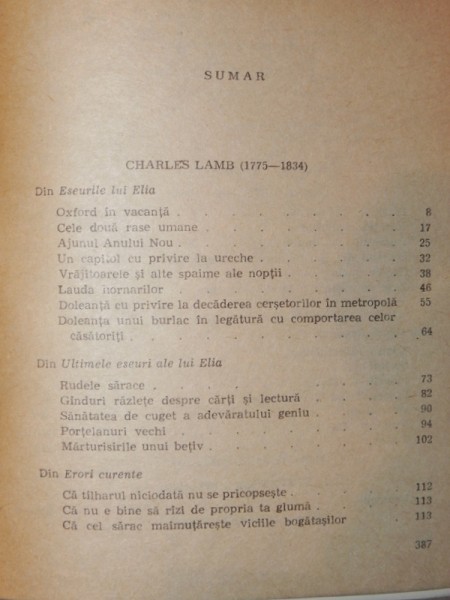 SUMAR
CHARLES LAMB (1775—1834)
Din Eseurile lui Elia
Oxford în vacanță . . . . . . . . 8
Cele două rase umane . . . . . . . 17
Ajunul Anului Nou . . . . . . . . 25
Un capitol cu privire la ureche . . . . . 32
Vrăjitoarele și alte spaime ale nopții . . . . 38
Lauda hornarilor . . . . . . . . 46
Doleanță cu privire la decăderea cerșetorilor în metropolă 55
Doleanța unui burlac în legătură cu comportarea celor
căsătoriți . . . . . . . . . 64
Din Ultimele eseuri ale lui Elia
Rudele sărace . . . . . . . . . 73
Gînduri răzlețe despre cărți și lectură . . . . 82
Sănătatea de cuget a adevăratului geniu . . . . 90
Porțelanuri vechi . . . . . . . . 94
Mărturisirile unui bețiv . . . . . . . 102
Din Erori curente
Că tîlharul niciodată nu se pricopsește . . . . 112
Că nu e bine să rîzi de propria ta glumă . . . 113
Că cel sărac maimuțărește viciile bogătașilor . . 113
387